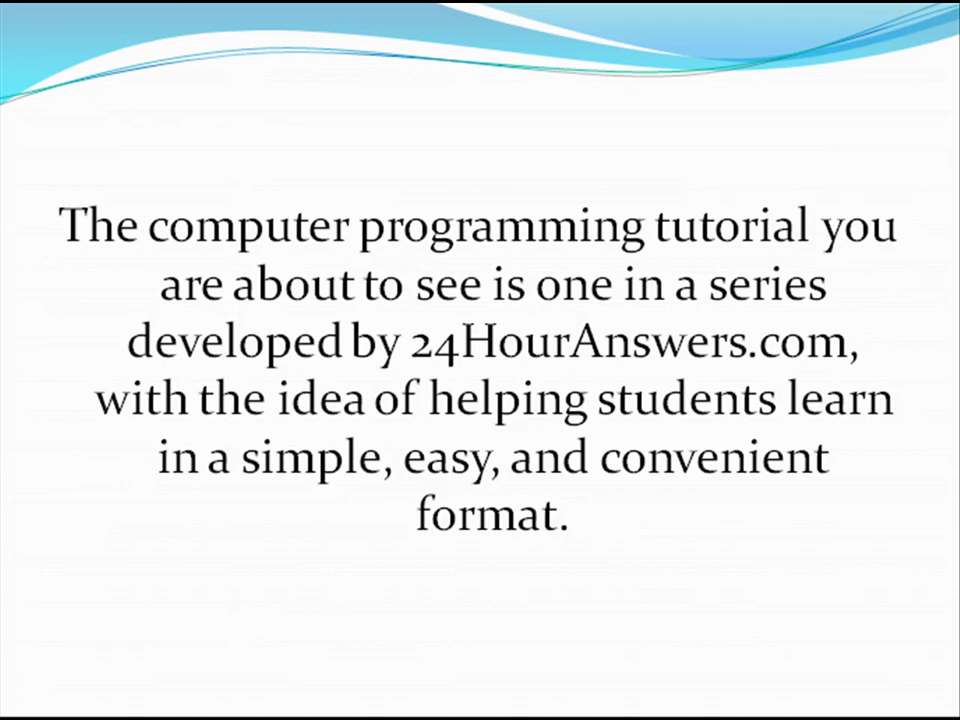 The computer programming tutorial you
are about to see is one in a series
developed by 24HourAnswers.com,
with the idea of helping students learn
in a simple, easy, and convenient
format.